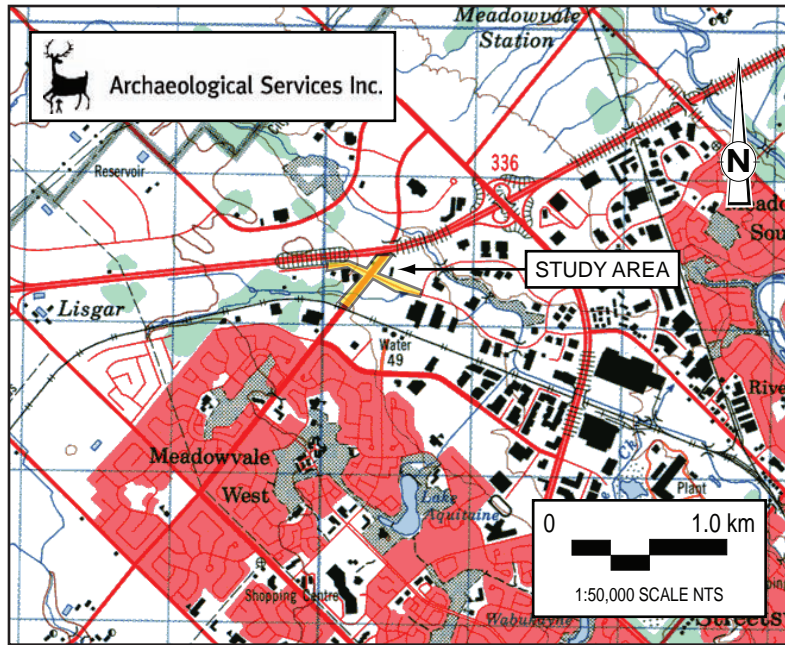 Meadowvale
Station
Archaeological Services Inc.
336
N
Reservoir
STUDY AREA
Lisgar
Water
49
Meadowvale
West
Lake
Aquitaine
Plant
Shopping Centre
0 1.0 km
1:50,000 SCALE NTS
Wabukayne